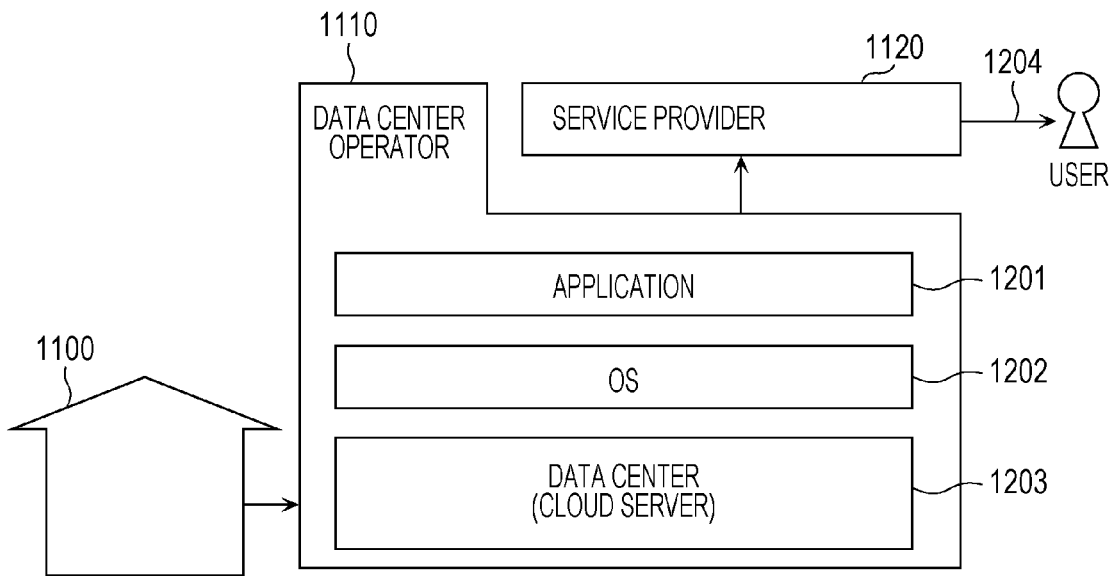 1110
1120
1204
DATA CENTER
OPERATOR
SERVICE PROVIDER
USER
APPLICATION
1201
1100
OS
1202
DATA CENTER
(CLOUD SERVER)
1203